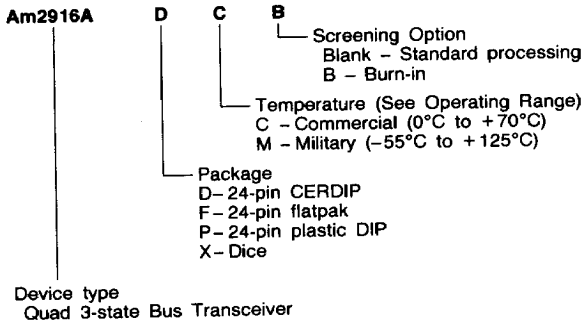 Am2916A D C B
Screening Option
Blank – Standard processing
B – Burn-in
Temperature (See Operating Range)
C – Commercial (0°C to +70°C)
M – Military (–55°C to +125°C)
Package
D– 24-pin CERDIP
F– 24-pin flatpak
P– 24-pin plastic DIP
X– Dice
Device type
Quad 3-state Bus Transceiver